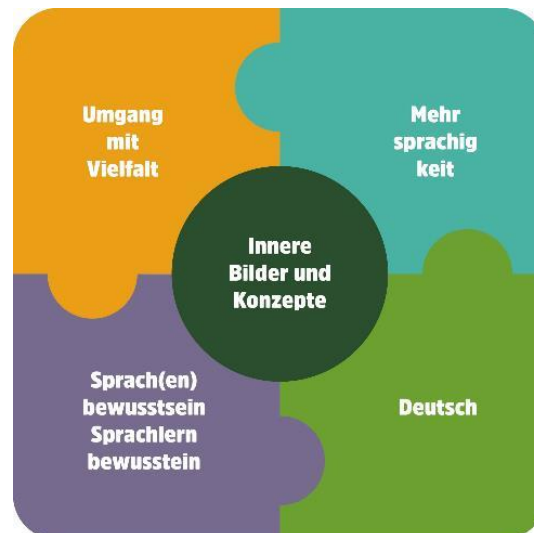 Umgang
mit
Vielfalt
Mehr
sprachig
keit
Innere
Bilder und
Konzepte
Sprach(en)
bewusstsein
Sprachlern
bewusstein
Deutsch